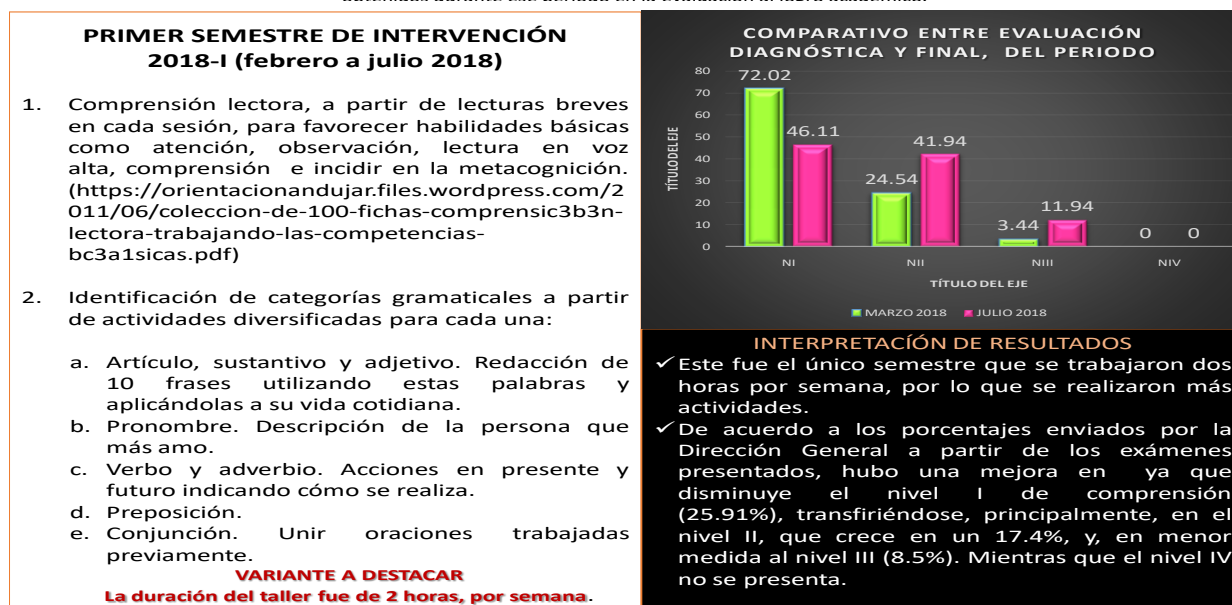 PRIMER SEMESTRE DE INTERVENCIÓN
2018-I (febrero a julio 2018)
1. Comprensión lectora, a partir de lecturas breves
en cada sesión, para favorecer habilidades básicas
como atención, observación, lectura en voz
alta, comprensión e incidir en la metacognición.
(https://orientacionandujar.files.wordpress.com/2
011/06/coleccion-de-100-fichas-comprensic3b3n-
lectora-trabajando-las-competencias-
bc3a1sicas.pdf)
2. Identificación de categorías gramaticales a partir
de actividades diversificadas para cada una:
a. Artículo, sustantivo y adjetivo. Redacción de
10 frases utilizando estas palabras y
aplicándolas a su vida cotidiana.
b. Pronombre. Descripción de la persona que
más amo.
c. Verbo y adverbio. Acciones en presente y
futuro indicando cómo se realiza.
d. Preposición.
e. Conjunción. Unir oraciones trabajadas
previamente.
VARIANTE A DESTACAR
La duración del taller fue de 2 horas, por semana.
COMPARATIVO ENTRE EVALUACIÓN
DIAGNÓSTICA Y FINAL, DEL PERIODO
TÍTULO DEL EJE
80
70
60
50
40
30
20
10
0
72.02
46.11
24.54
41.94
3.44
11.94
0 0
NI NII NIII NIV
TÍTULO DEL EJE
MARZO 2018 JULIO 2018
INTERPRETACÍÓN DE RESULTADOS
✓ Este fue el único semestre que se trabajaron dos
horas por semana, por lo que se realizaron más
actividades.
✓ De acuerdo a los porcentajes enviados por la
Dirección General a partir de los exámenes
presentados, hubo una mejora en ya que
disminuye el nivel I de comprensión
(25.91%), transfiriéndose, principalmente, en el
nivel II, que crece en un 17.4%, y, en menor
medida al nivel III (8.5%). Mientras que el nivel IV
no se presenta.